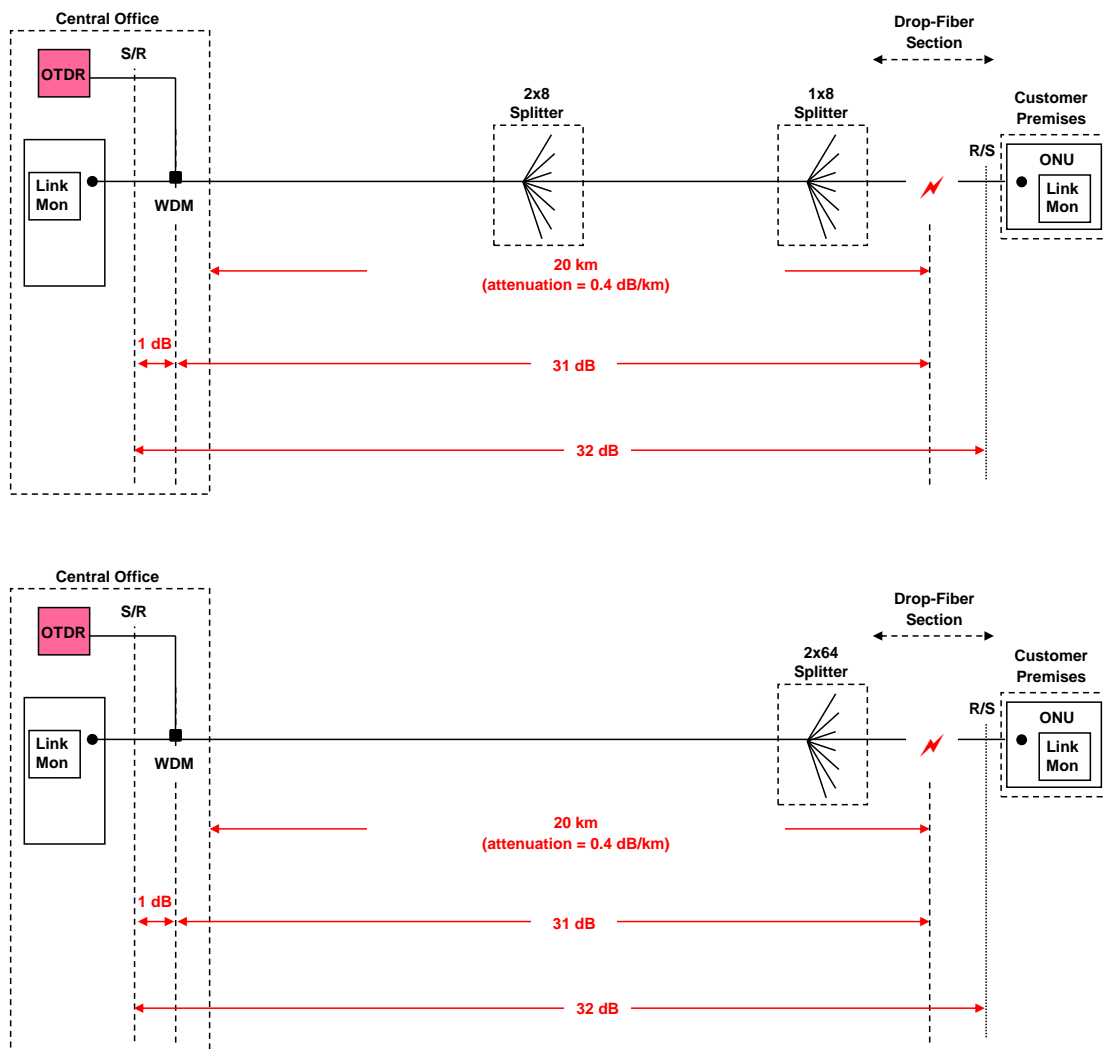 Central Office
Drop-Fiber
Section
S/R
OTDR
2x8
Splitter
1x8
Splitter
Customer
Premises
R/S
ONU
Link
Mon
Link
Mon
WDM
20 km
(attenuation = 0.4 dB/km)
1 dB
31 dB
32 dB
Central Office
Drop-Fiber
Section
S/R
OTDR
2x64
Splitter
Customer
Premises
R/S
ONU
Link
Mon
Link
Mon
WDM
20 km
(attenuation = 0.4 dB/km)
1 dB
31 dB
32 dB